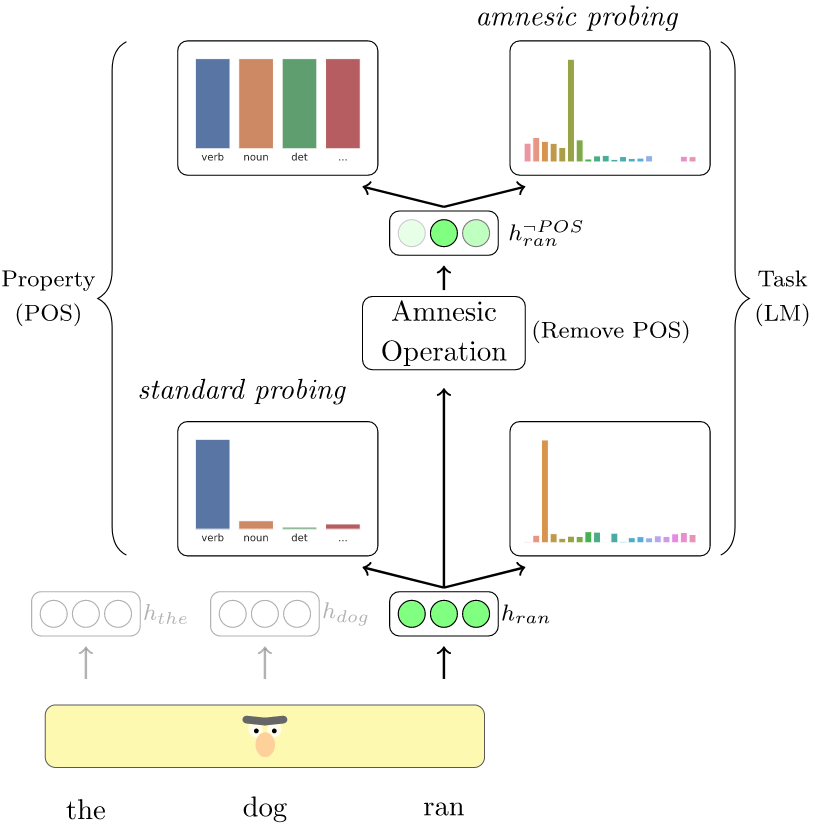 amnesic probing
verb noun det ...
h_{ran}^{¬POS}
Property
(POS)
Task
(LM)
Amnesic
Operation
(Remove POS)
standard probing
verb noun det ...
h_{the}
h_{dog}
h_{ran}
the dog ran